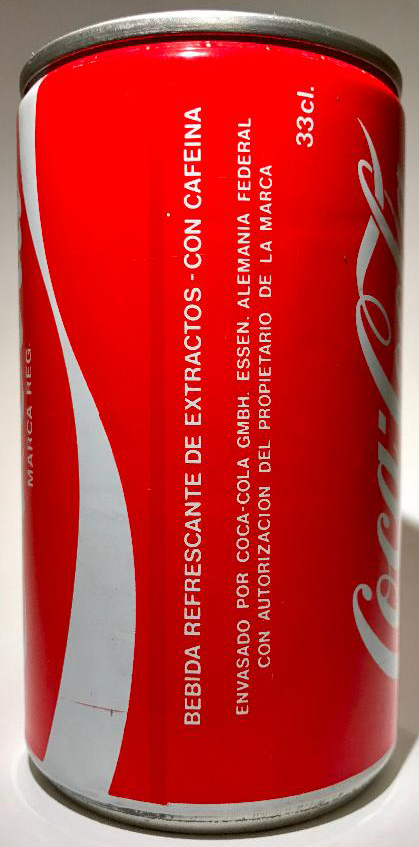 MARCA REG.
BEBIDA REFRESCANTE DE EXTRACTOS - CON CAFEINA
ENVASADO POR COCA-COLA GMBH. ESSEN. ALEMANIA FEDERAL
CON AUTORIZACION DEL PROPIETARIO DE LA MARCA
33cl.
Coca-Cola